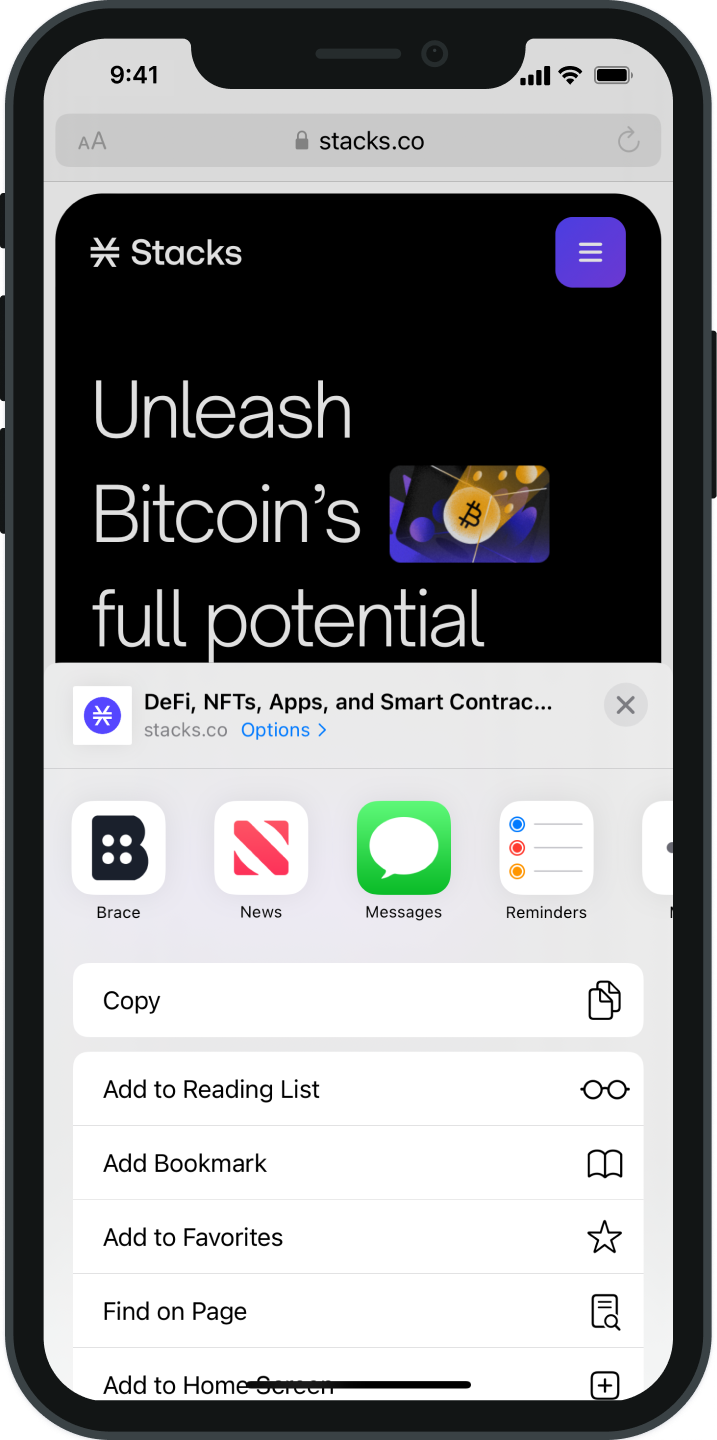 9:41
AA
stacks.co
Stacks
Unleash
Bitcoin’s
full potential
DeFi, NFTs, Apps, and Smart Contrac...
stacks.co Options
Brace
News
Messages
Reminders
Copy
Add to Reading List
Add Bookmark
Add to Favorites
Find on Page
Add to Home Screen